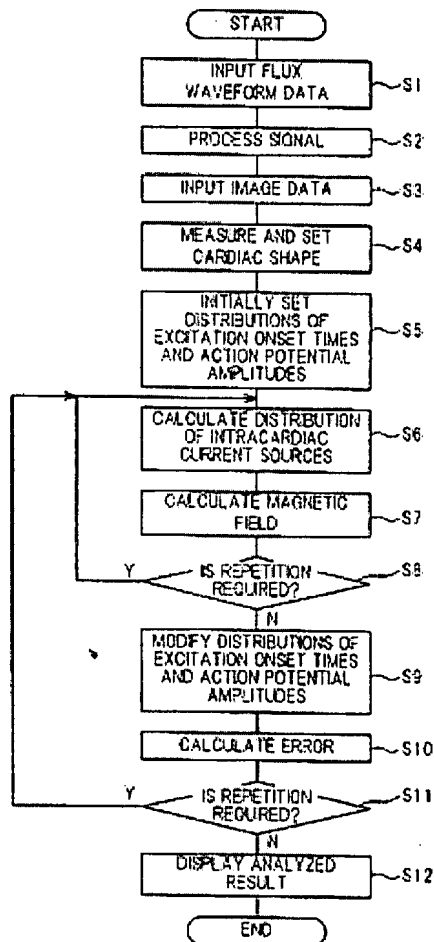 START
INPUT FLUX
WAVEFORM DATA
S1
PROCESS SIGNAL
S2
INPUT IMAGE DATA
S3
MEASURE AND SET
CARDIAC SHAPE
S4
INITIALLY SET
DISTRIBUTIONS OF
EXCITATION ONSET TIMES
AND ACTION POTENTIAL
AMPLITUDES
S5
CALCULATE DISTRIBUTION
OF INTRACARDIAC
CURRENT SOURCES
S6
CALCULATE MAGNETIC
FIELD
S7
Y
IS REPETITION
REQUIRED?
S8
N
MODIFY DISTRIBUTIONS OF
EXCITATION ONSET TIMES
AND ACTION POTENTIAL
AMPLITUDES
S9
CALCULATE ERROR
S10
Y
IS REPETITION
REQUIRED?
S11
N
DISPLAY ANALYZED
RESULT
S12
END